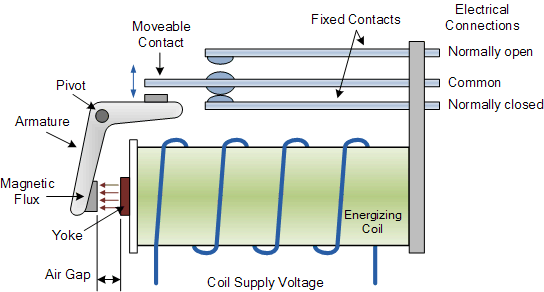 Moveable
Contact
Fixed Contacts
Electrical
Connections
Normally open
Common
Normally closed
Pivot
Armature
Magnetic
Flux
Yoke
Air Gap
Energizing
Coil
Coil Supply Voltage